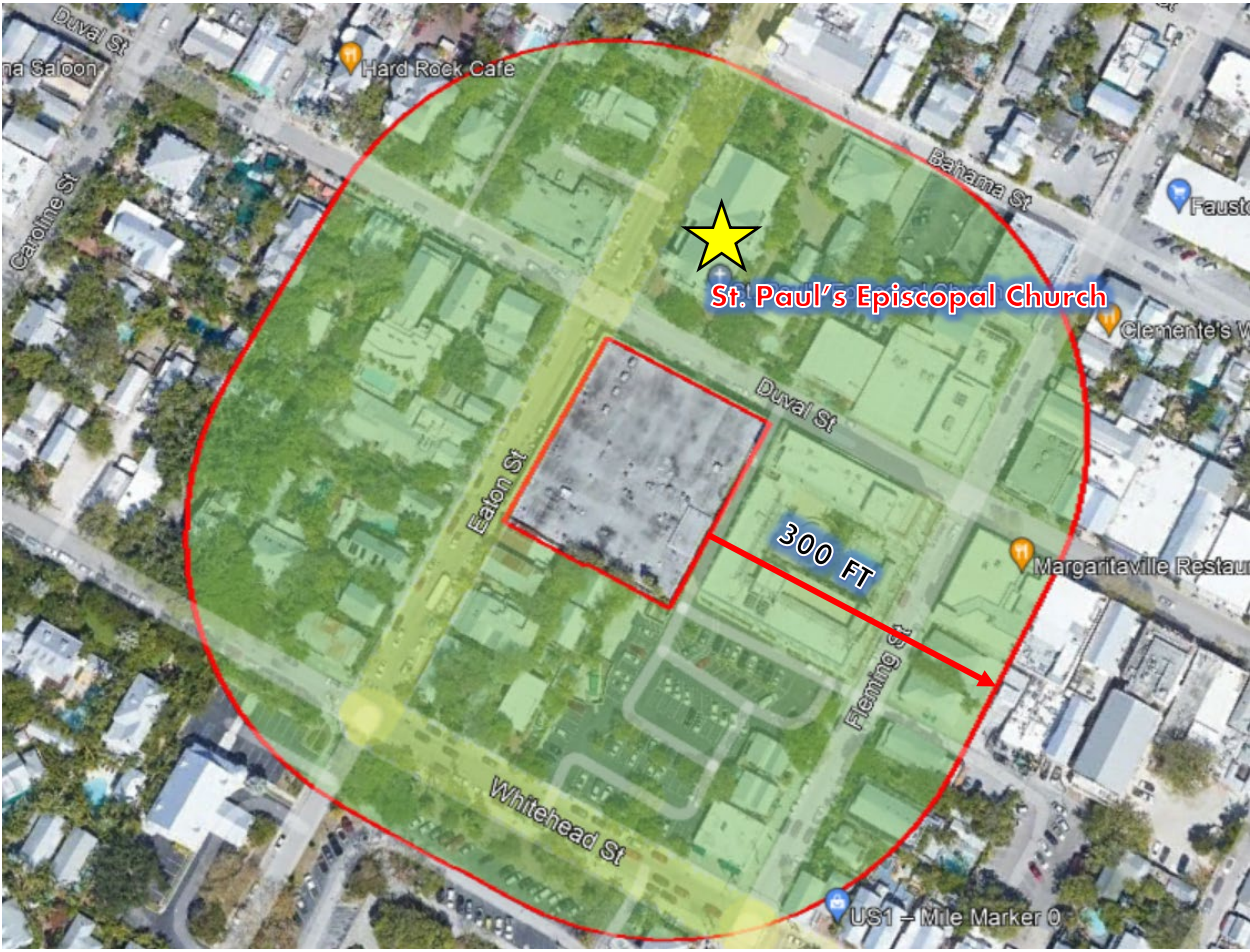 Duval St
na Saloon
Hard Rock Cafe
Bahama St
Caroline St
Fausto
St. Paul's Episcopal Church
Clemente's W
Duval St
Eaton St
300 FT
Margaritaville Restaur
Fleming St
Whitehead St
US1 – Mile Marker 0